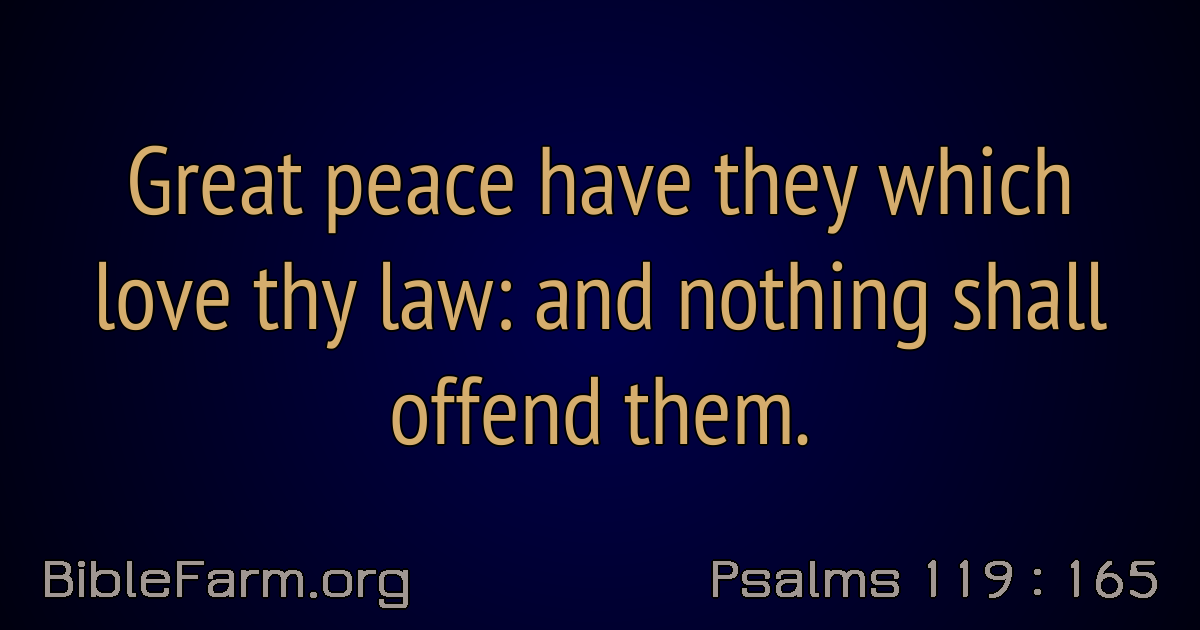 Great peace have they which
love thy law: and nothing shall
offend them.
BibleFarm.org
Psalms 119 : 165